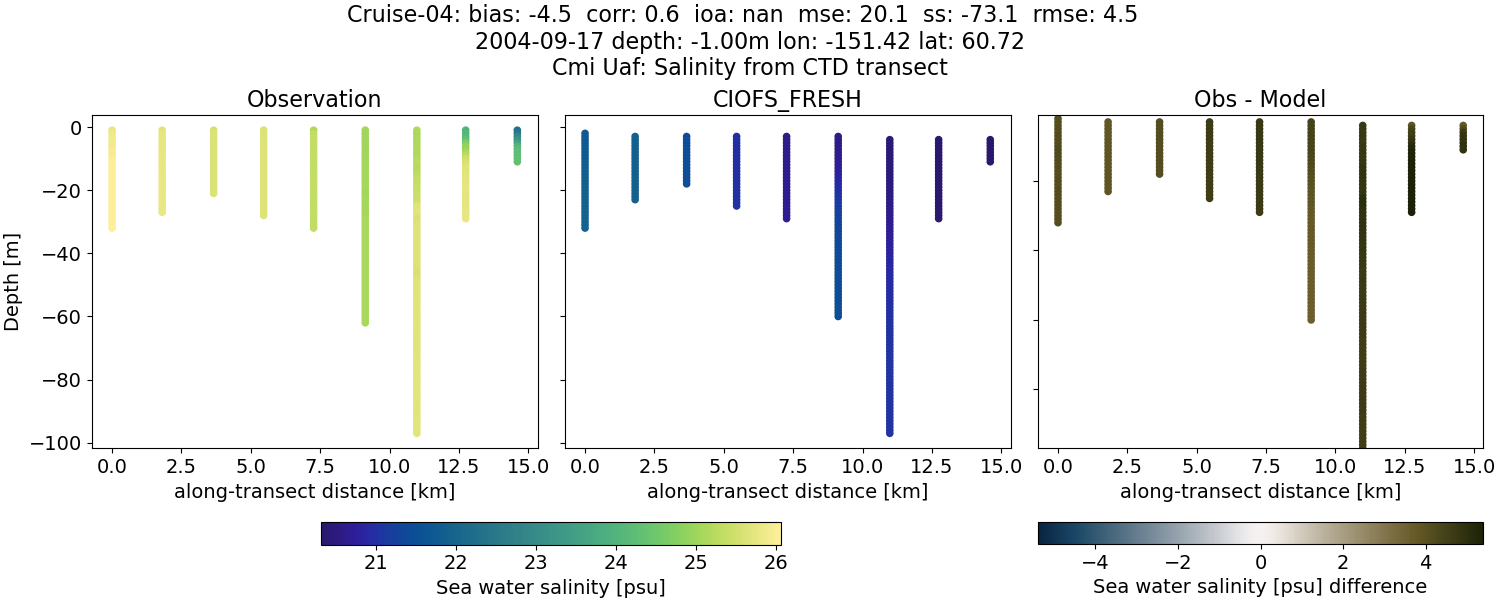 Cruise-04: bias: -4.5  corr: 0.6  ioa: nan  mse: 20.1  ss: -73.1  rmse: 4.5
2004-09-17 depth: -1.00m lon: -151.42 lat: 60.72
Cmi Uaf: Salinity from CTD transect
Observation
CIOFS_FRESH
Obs - Model
Depth [m]
0
−20
−40
−60
−80
−100
0.0 2.5 5.0 7.5 10.0 12.5 15.0
0.0 2.5 5.0 7.5 10.0 12.5 15.0
0.0 2.5 5.0 7.5 10.0 12.5 15.0
along-transect distance [km]
along-transect distance [km]
along-transect distance [km]
21 22 23 24 25 26
Sea water salinity [psu]
−4 −2 0 2 4
Sea water salinity [psu] difference